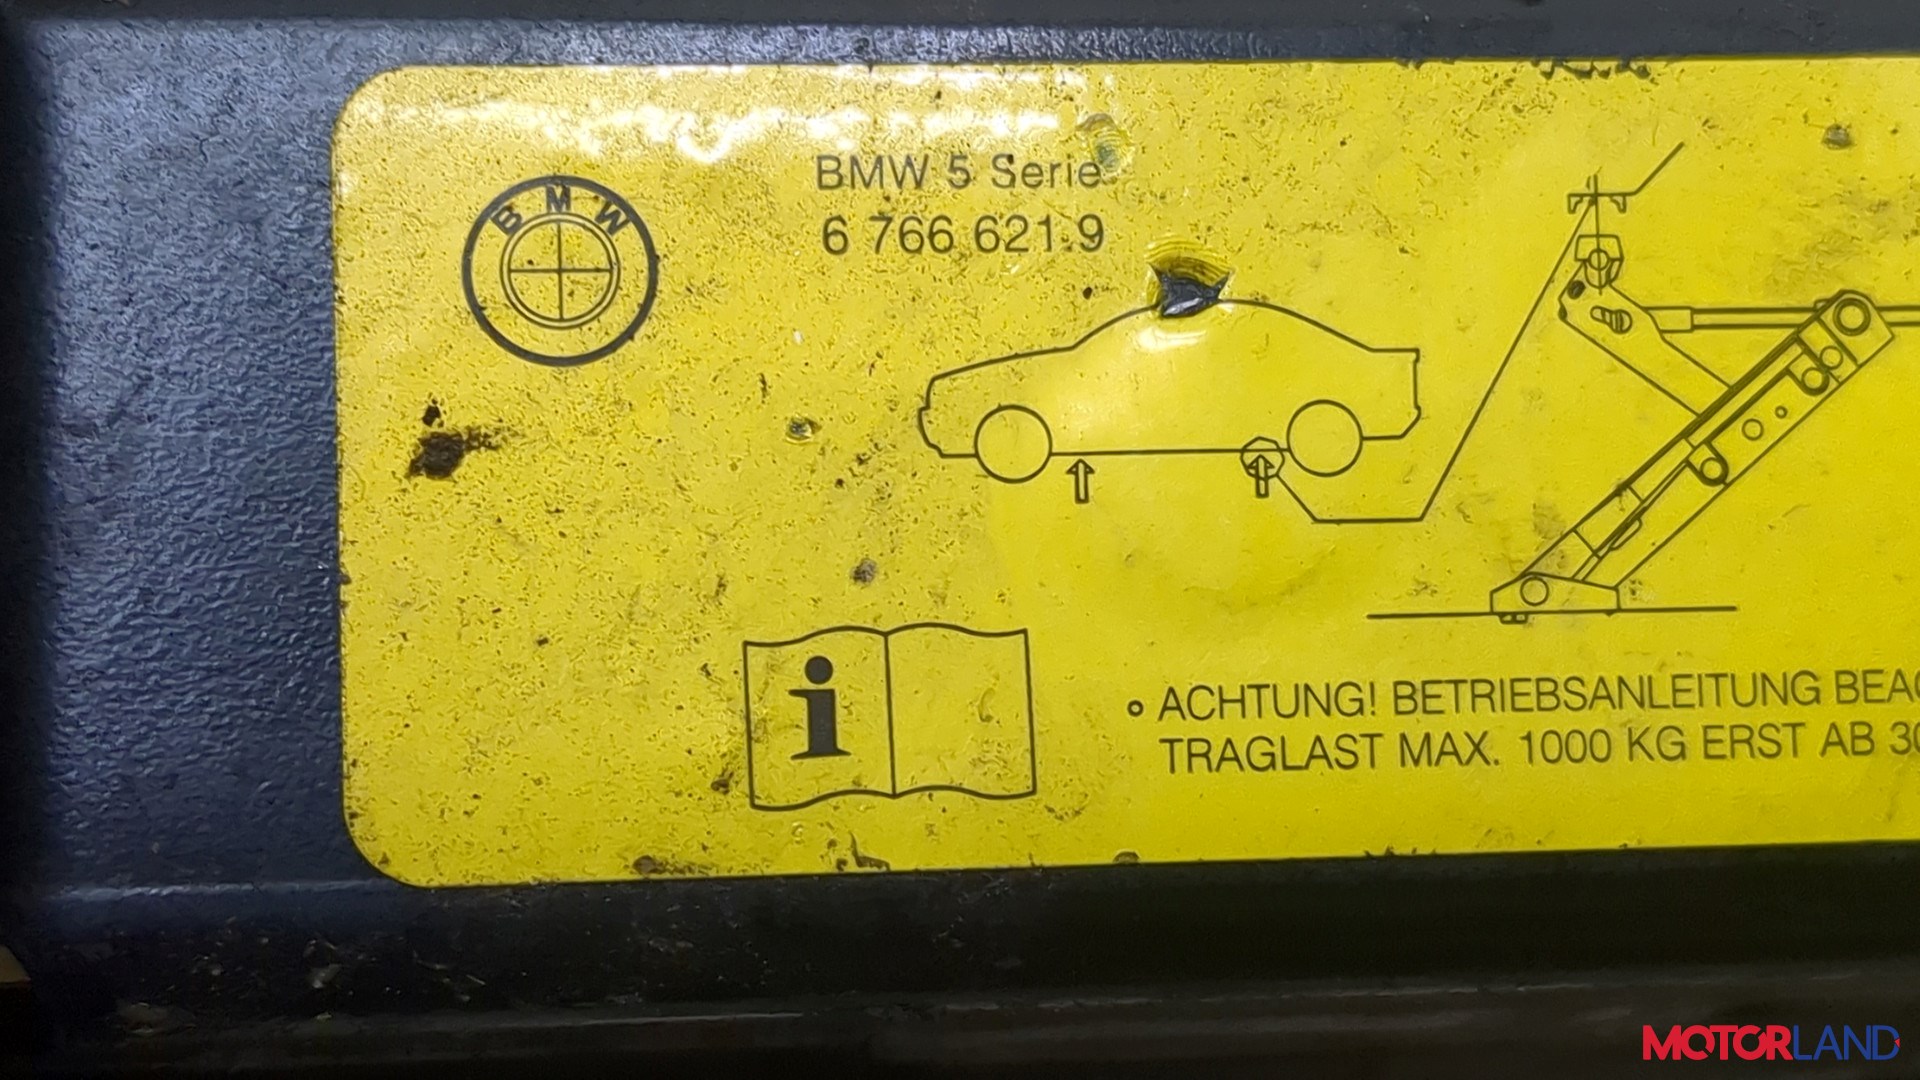 BMW
BMW 5 Serie
6 766 621.9
i
° ACHTUNG! BETRIEBSANLEITUNG
TRAGLAST MAX. 1000 KG ERST AB
MOTORLAND